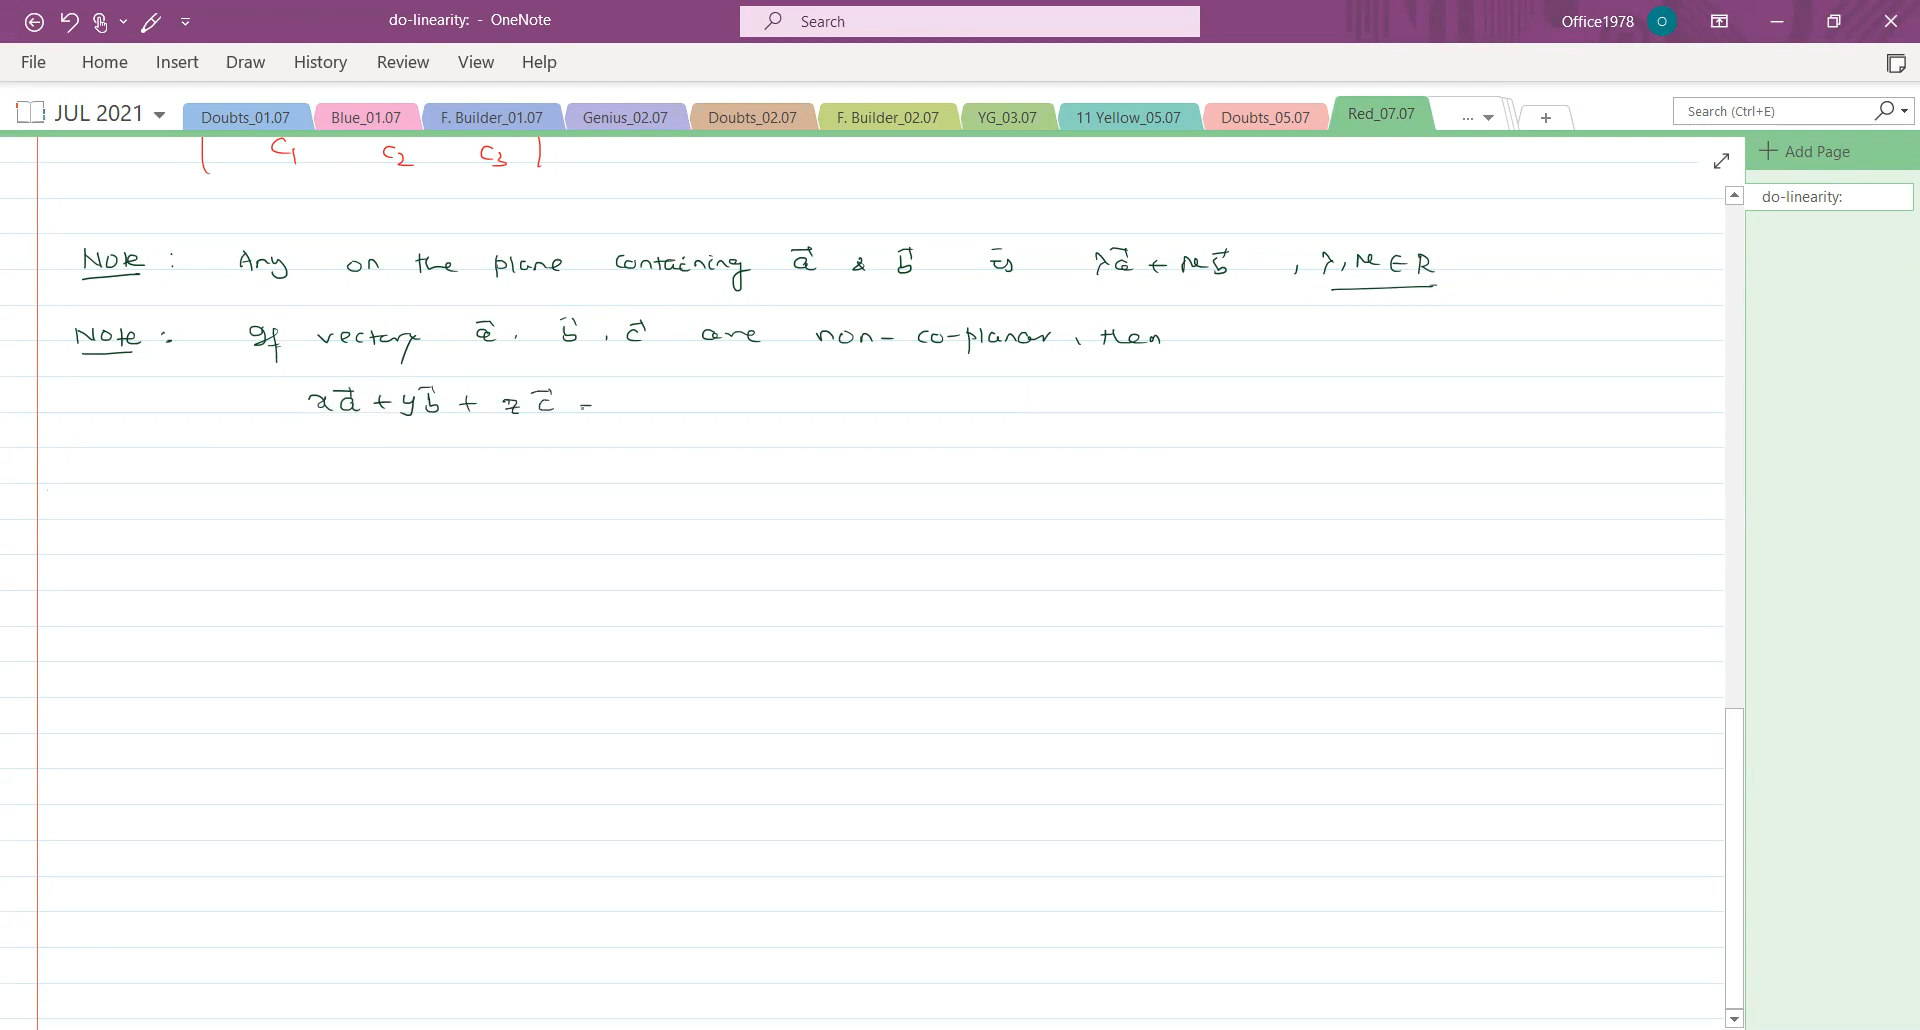 do-linearity: - OneNote
Search
Office1978
O
File Home Insert Draw History Review View Help
JUL 2021
Doubts_01.07 Blue_01.07 F. Builder_01.07 Genius_02.07 Doubts_02.07 F. Builder_02.07 YG_03.07 11 Yellow_05.07 Doubts_05.07 Red_07.07 ... +
Search (Ctrl+E)
Add Page
do-linearity:
| C₁ C₂ C₃ |
Note : Any on the plane containing a⃗ & b⃗ is λa⃗ + μb⃗ , λ, μ ∈ R
Note : If vectors a⃗, b⃗, c⃗ are non-co-planar, then
xa⃗ + yb⃗ + zc⃗ =